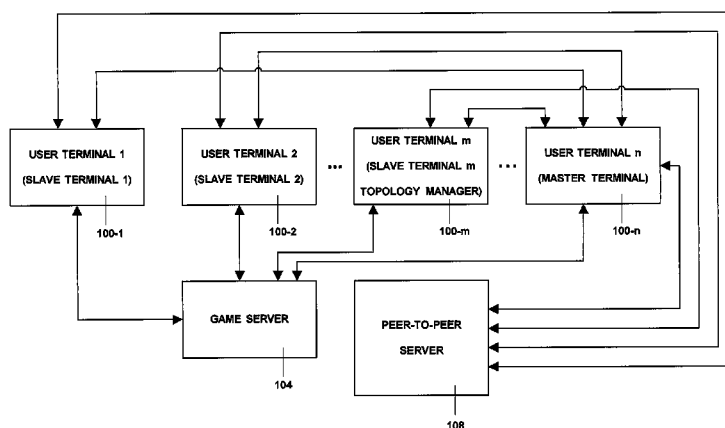 USER TERMINAL 1
(SLAVE TERMINAL 1)
100-1
USER TERMINAL 2
(SLAVE TERMINAL 2)
100-2
...
USER TERMINAL m
(SLAVE TERMINAL m
TOPOLOGY MANAGER)
100-m
...
USER TERMINAL n
(MASTER TERMINAL)
100-n
GAME SERVER
104
PEER-TO-PEER
SERVER
108